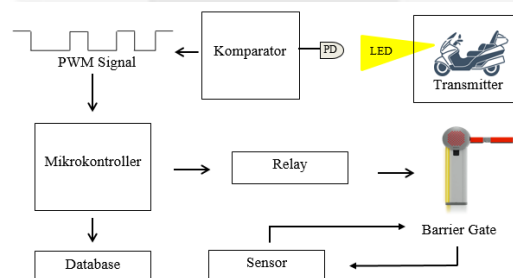 Komparator
PD
LED
PWM Signal
Transmitter
Mikrokontroller
Relay
Barrier Gate
Database
Sensor